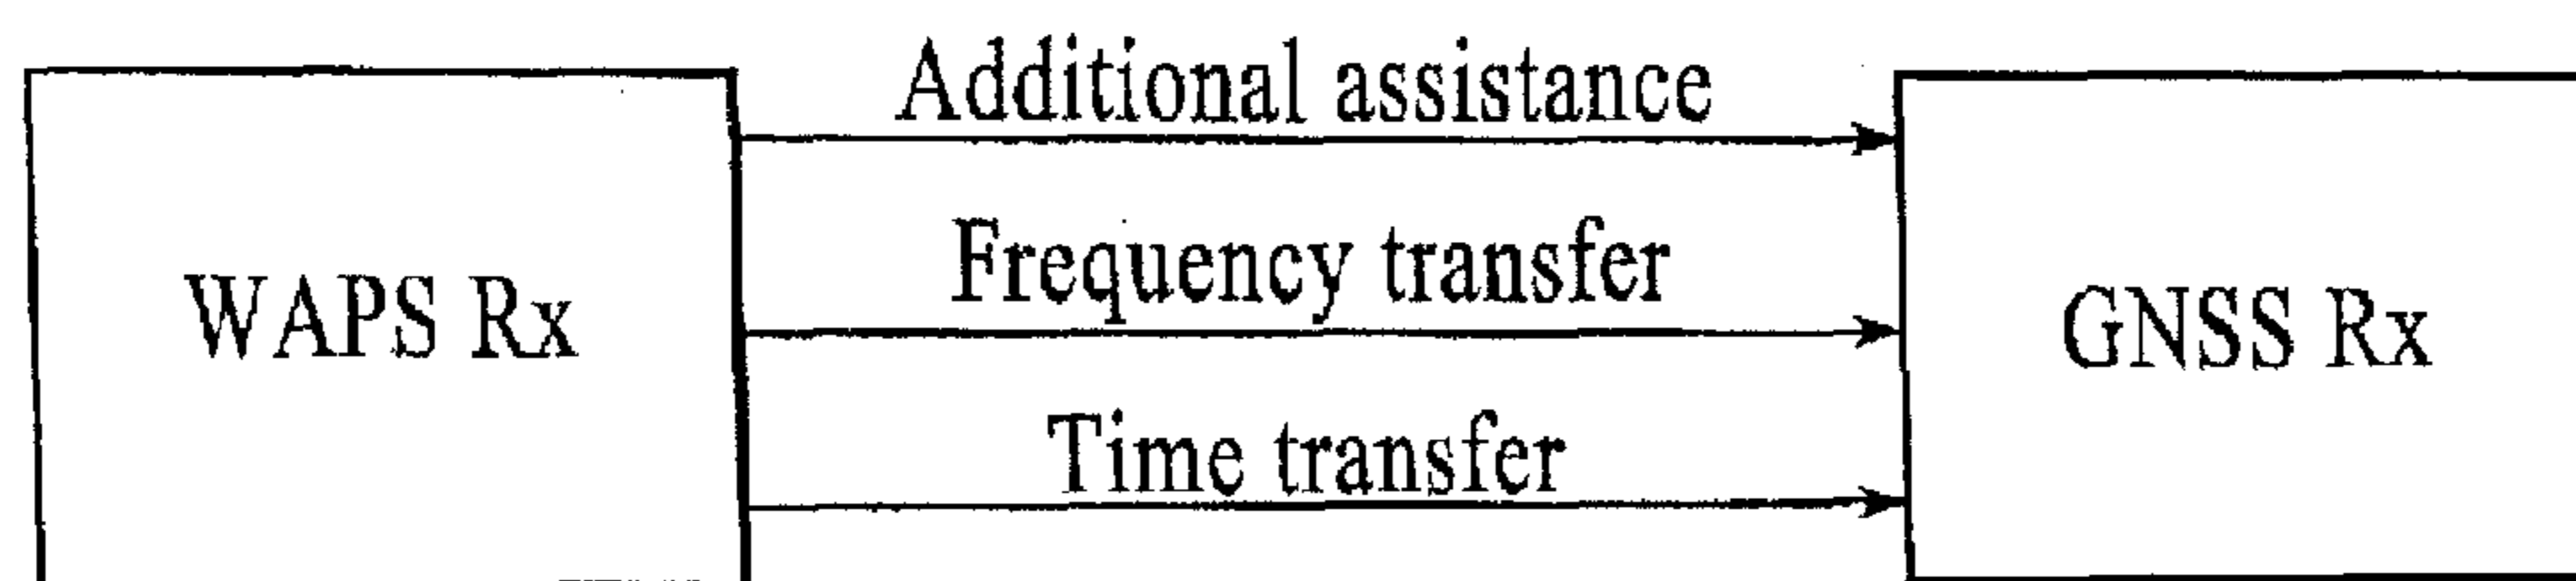 Additional assistance
Frequency transfer
WAPS Rx
GNSS Rx
Time transfer